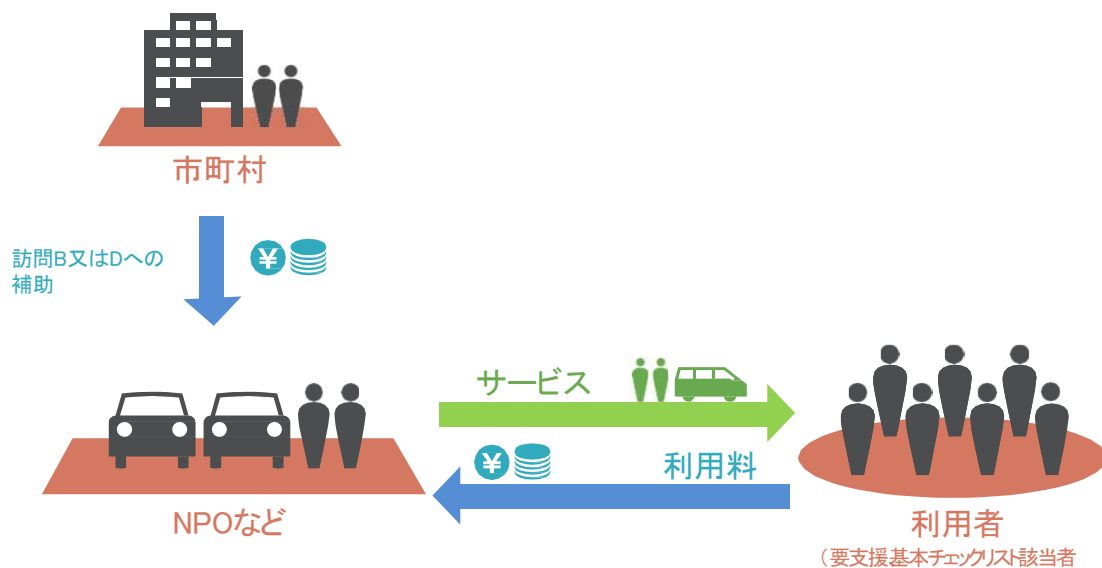 市町村
訪問B又はDへの
補助
¥
サービス
¥
利用料
NPOなど
利用者
(要支援基本チェックリスト該当者